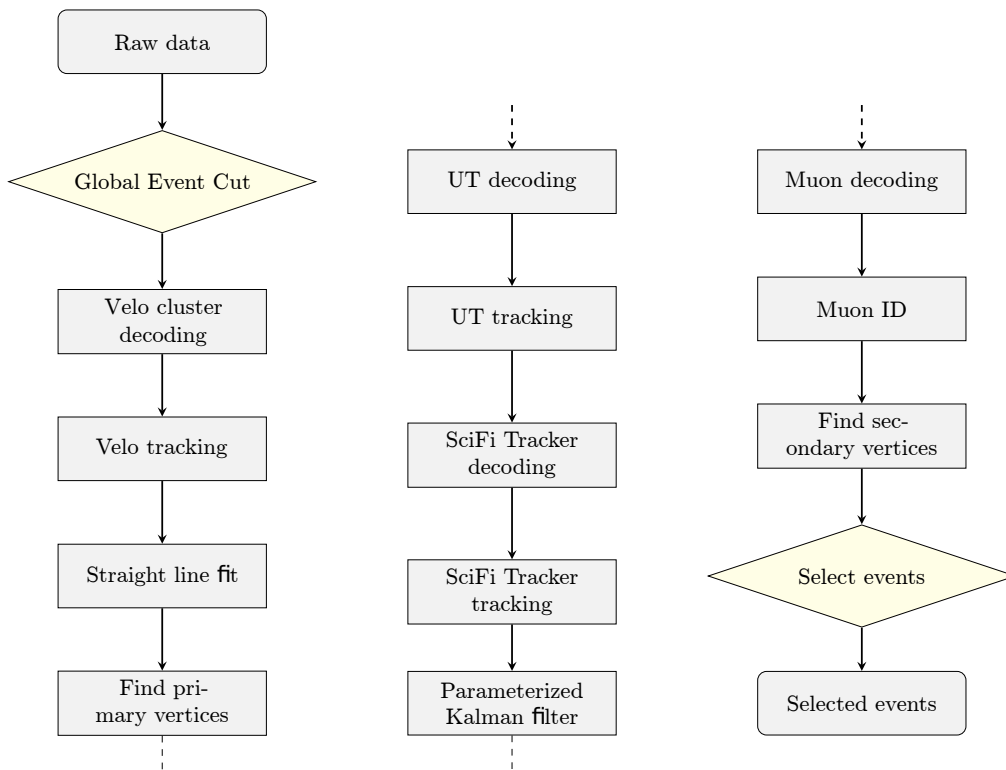 Raw data
Global Event Cut
Velo cluster
decoding
Velo tracking
Straight line fit
Find pri-
mary vertices
UT decoding
UT tracking
SciFi Tracker
decoding
SciFi Tracker
tracking
Parameterized
Kalman filter
Muon decoding
Muon ID
Find sec-
ondary vertices
Select events
Selected events